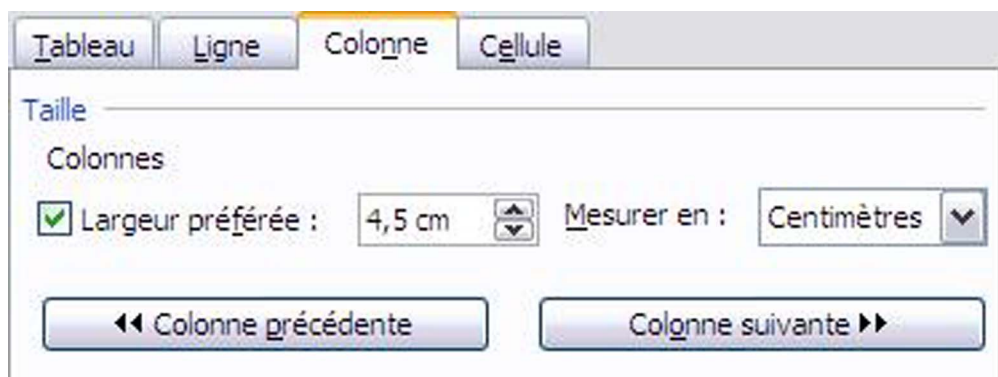 Tableau Ligne Colonne Cellule
Taille
Colonnes
Largeur préférée : 4,5 cm Mesurer en : Centimètres
Colonne précédente Colonne suivante